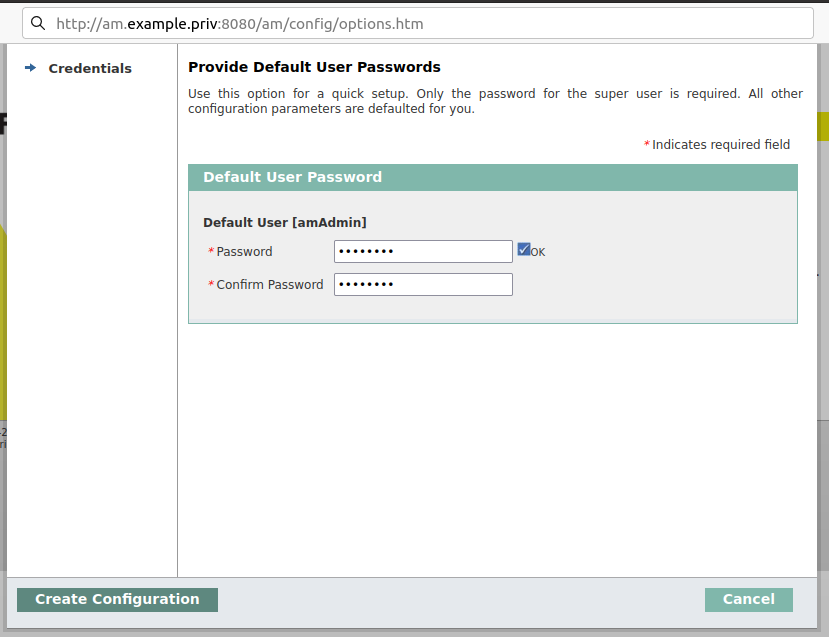 http://am.example.priv:8080/am/config/options.htm
Credentials
Provide Default User Passwords
Use this option for a quick setup. Only the password for the super user is required. All other
configuration parameters are defaulted for you.
* Indicates required field
Default User Password
Default User [amAdmin]
* Password •••••••• OK
* Confirm Password ••••••••
Create Configuration
Cancel